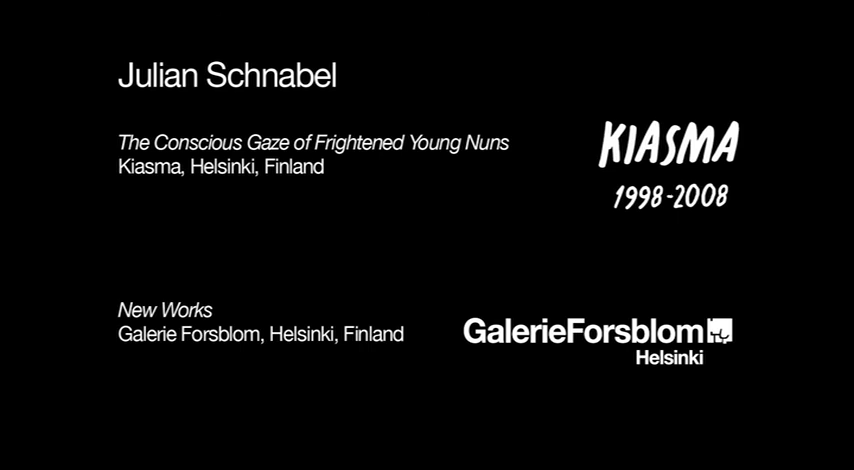 Julian Schnabel
The Conscious Gaze of Frightened Young Nuns
Kiasma, Helsinki, Finland
KIASMA
1998-2008
New Works
Galerie Forsblom, Helsinki, Finland
GalerieForsblom
Helsinki